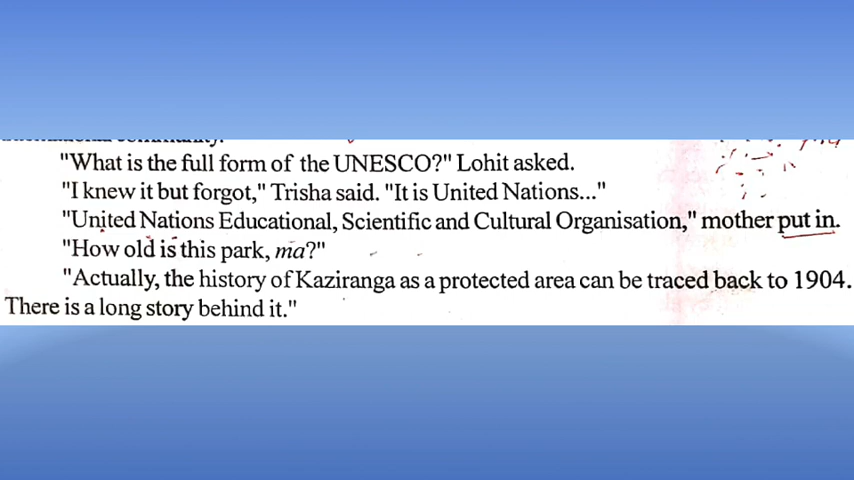 "What is the full form of the UNESCO?" Lohit asked.
"I knew it but forgot," Trisha said. "It is United Nations..."
"United Nations Educational, Scientific and Cultural Organisation," mother put in.
"How old is this park, ma?"
"Actually, the history of Kaziranga as a protected area can be traced back to 1904.
There is a long story behind it."